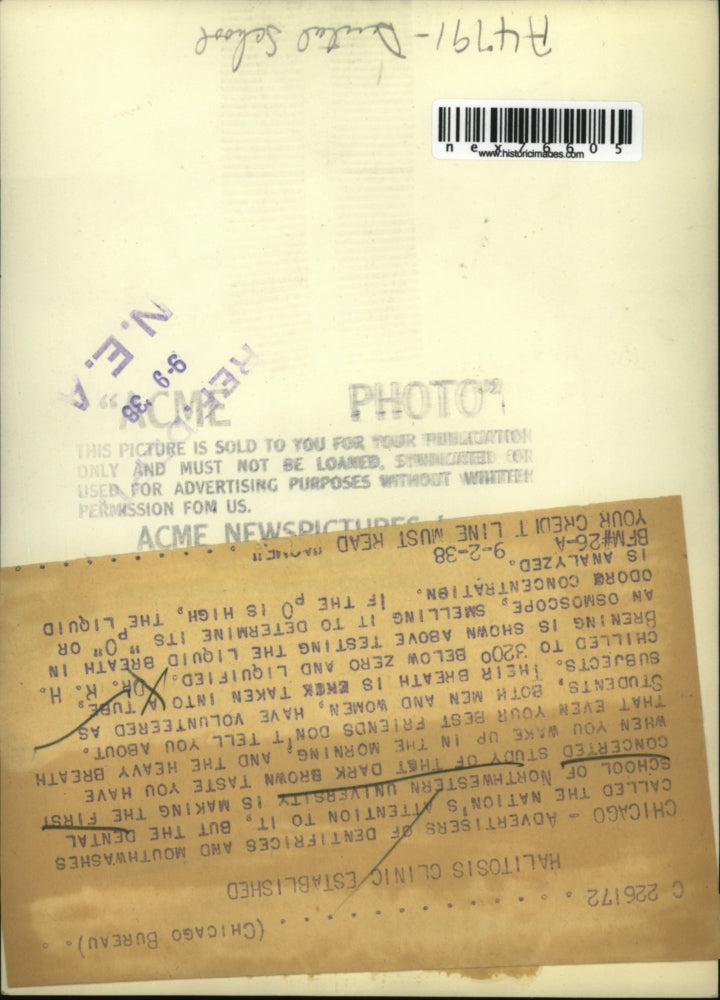 A4791 - Dental School
nex76605
www.historicimages.com
N.E.A
9-9 '38
"ACME PHOTO"
THIS PICTURE IS SOLD TO YOU FOR YOUR PUBLICATION
ONLY AND MUST NOT BE LOANED, SYNDICATED OR
USED FOR ADVERTISING PURPOSES WITHOUT WRITTEN
PERMISSION FOM US.
ACME NEWSPICTURES
C 226172 . . . . . . . . . . . . (CHICAGO BUREAU).
HALITOSIS CLINIC ESTABLISHED
CHICAGO - ADVERTISERS OF DENTIFRICES AND MOUTHWASHES
CALLED THE NATION'S ATTENTION TO IT, BUT THE DENTAL
SCHOOL OF NORTHWESTERN UNIVERSITY IS MAKING THE FIRST
CONCERTED STUDY OF THAT DARK BROWN TASTE YOU HAVE
WHEN YOU WAKE UP IN THE MORNING, AND THE HEAVY BREATH
THAT EVEN YOUR BEST FRIENDS DON'T TELL YOU ABOUT.
STUDENTS, BOTH MEN AND WOMEN, HAVE VOLUNTEERED AS
SUBJECTS. THEIR BREATH IS TAKEN INTO A TUBE,
CHILLED TO 3200 BELOW ZERO AND LIQUIFIED. DR. R. H.
BRENING IS SHOWN ABOVE TESTING THE LIQUID BREATH IN
AN OSMOSCOPE, SMELLING IT TO DETERMINE ITS "PO" OR
ODOR CONCENTRATION. IF THE PO IS HIGH, THE LIQUID
IS ANALYZED.
BFM#26-A 9-2-38
YOUR CREDIT LINE MUST READ "ACME"